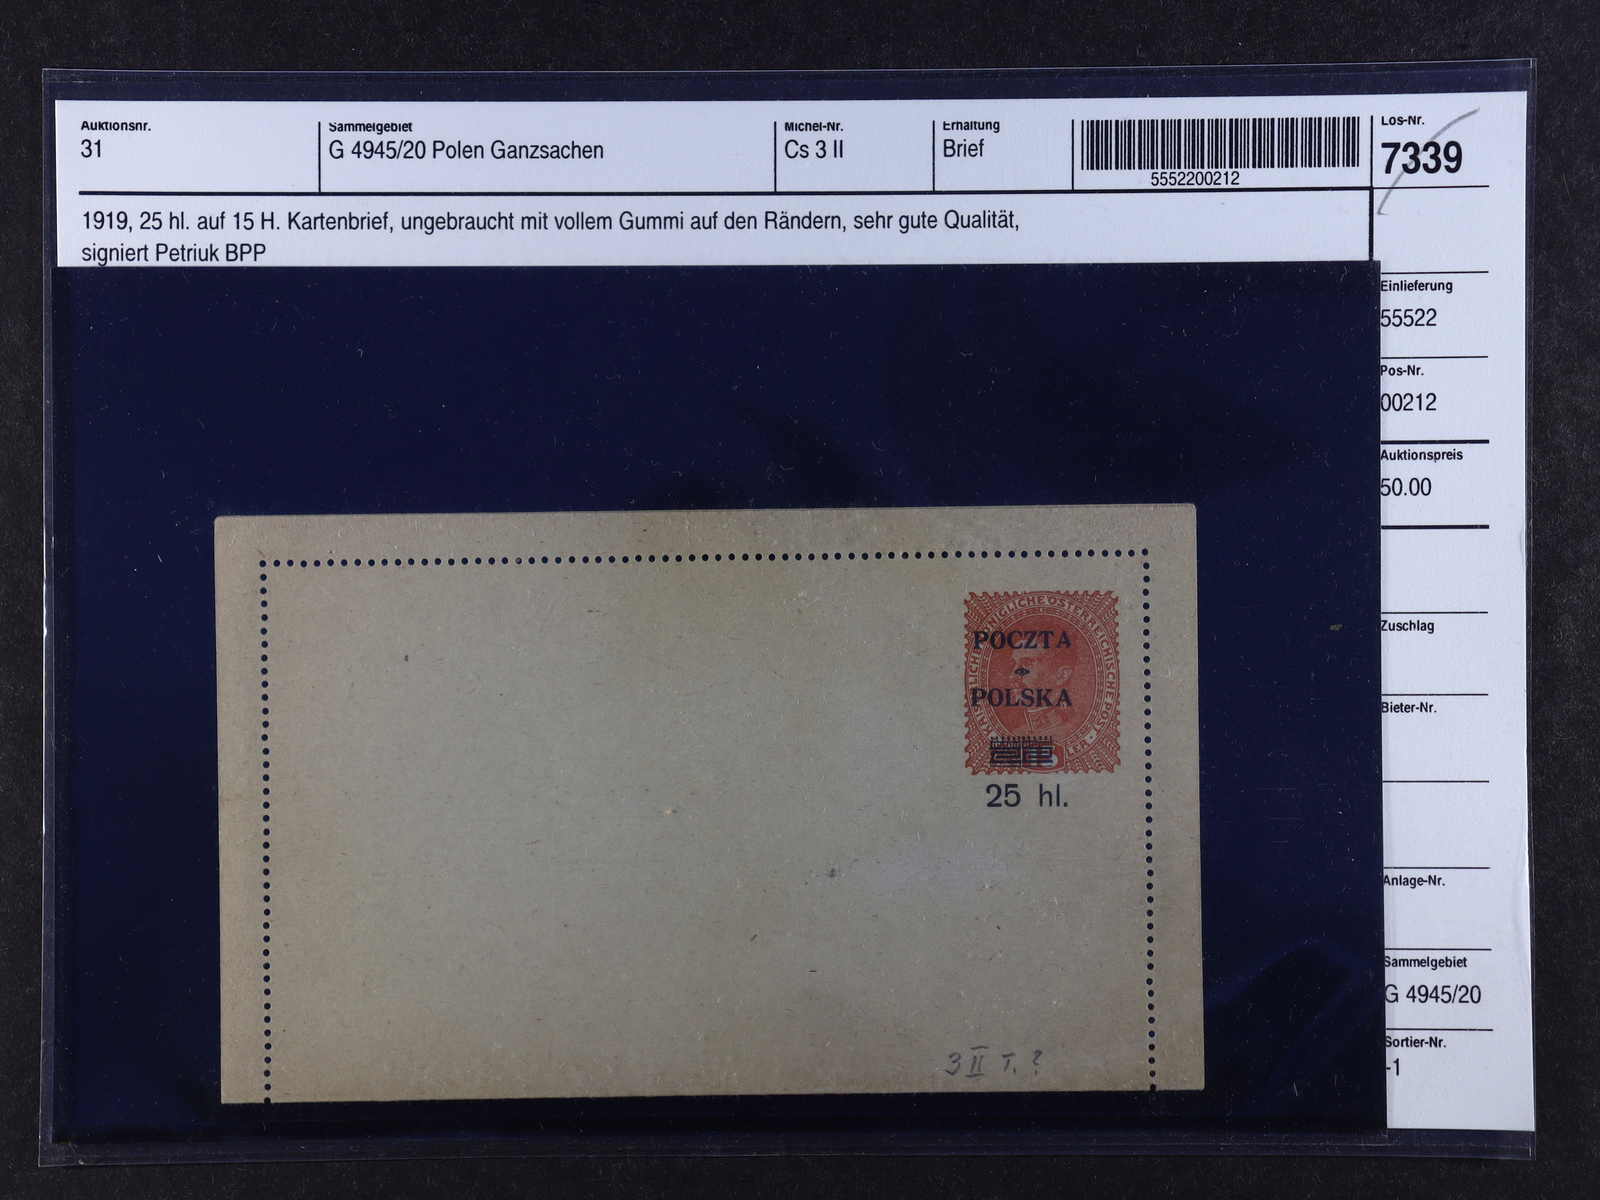 Auktionsnr.
31
Sammelgebiet
G 4945/20 Polen Ganzsachen
Michel-Nr.
Cs 3 II
Erhaltung
Brief
5552200212
Los-Nr.
7339
1919, 25 hl. auf 15 H. Kartenbrief, ungebraucht mit vollem Gummi auf den Rändern, sehr gute Qualität,
signiert Petriuk BPP
Einlieferung
55522
Pos-Nr.
00212
Auktionspreis
50.00
Zuschlag
Bieter-Nr.
Anlage-Nr.
Sammelgebiet
G 4945/20
Sortier-Nr.
-1
POCZTA
POLSKA
25 hl.
3 II T. ?